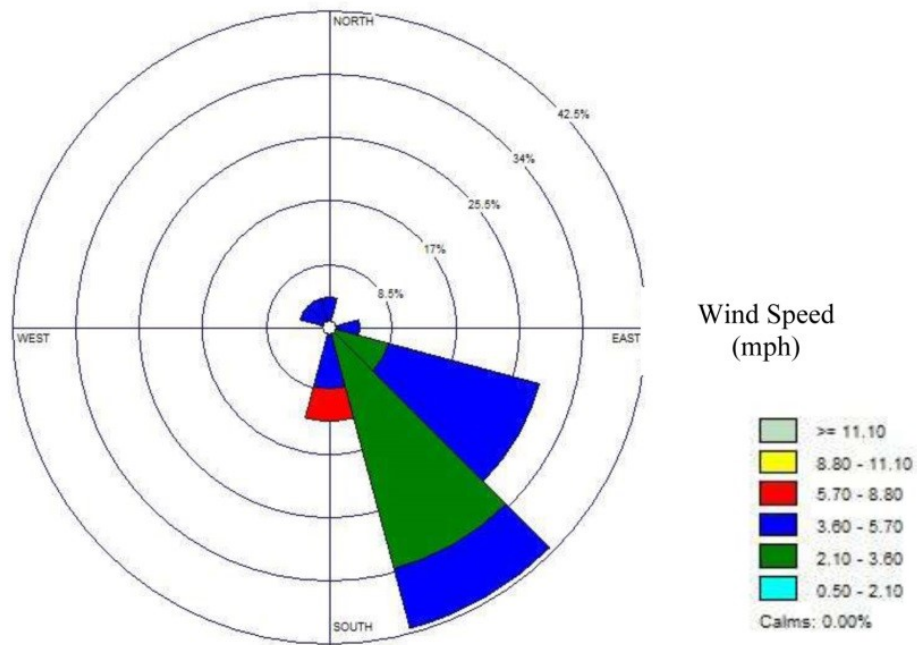 NORTH
42.5%
34%
25.5%
17%
8.5%
WEST
EAST
SOUTH
Wind Speed
(mph)
>= 11.10
8.80 - 11.10
5.70 - 8.80
3.60 - 5.70
2.10 - 3.60
0.50 - 2.10
Calms: 0.00%